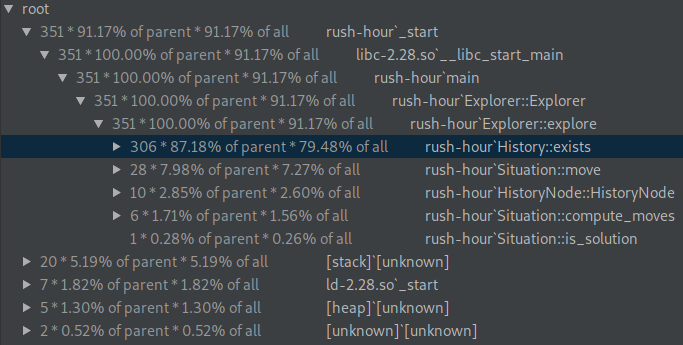 root
351 * 91.17% of parent * 91.17% of all rush-hour`_start
351 * 100.00% of parent * 91.17% of all libc-2.28.so`__libc_start_main
351 * 100.00% of parent * 91.17% of all rush-hour`main
351 * 100.00% of parent * 91.17% of all rush-hour`Explorer::Explorer
351 * 100.00% of parent * 91.17% of all rush-hour`Explorer::explore
306 * 87.18% of parent * 79.48% of all rush-hour`History::exists
28 * 7.98% of parent * 7.27% of all rush-hour`Situation::move
10 * 2.85% of parent * 2.60% of all rush-hour`HistoryNode::HistoryNode
6 * 1.71% of parent * 1.56% of all rush-hour`Situation::compute_moves
1 * 0.28% of parent * 0.26% of all rush-hour`Situation::is_solution
20 * 5.19% of parent * 5.19% of all [stack]`[unknown]
7 * 1.82% of parent * 1.82% of all ld-2.28.so`_start
5 * 1.30% of parent * 1.30% of all [heap]`[unknown]
2 * 0.52% of parent * 0.52% of all [unknown]`[unknown]